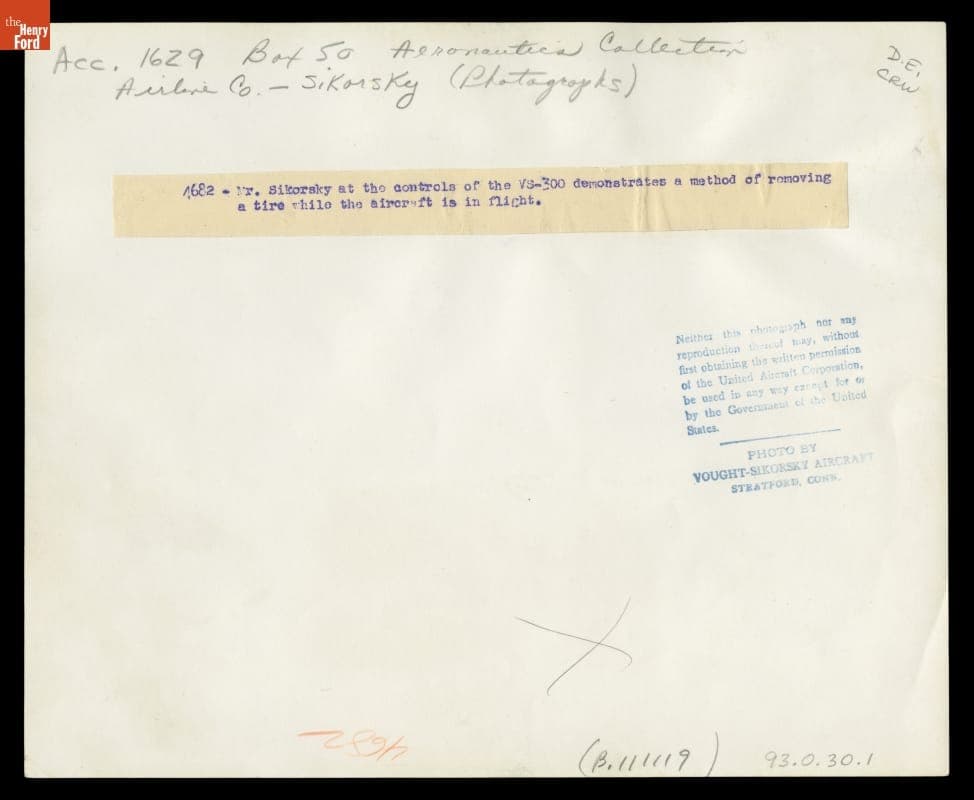 the
Henry
Ford
Acc. 1629 Box 50 Aeronautica Collection
D.E.
CRW
Airline Co. - Sikorsky (Photographs)
1682 - Mr. Sikorsky at the controls of the VS-300 demonstrates a method of removing
a tire while the aircraft is in flight.
Neither this photograph nor any
reproduction thereof may, without
first obtaining the written permission
of the United Aircraft Corporation,
be used in any way except for or
by the Government of the United
States.
PHOTO BY
VOUGHT-SIKORSKY AIRCRAFT
STRATFORD, CONN.
(B.111119)
93.0.30.1